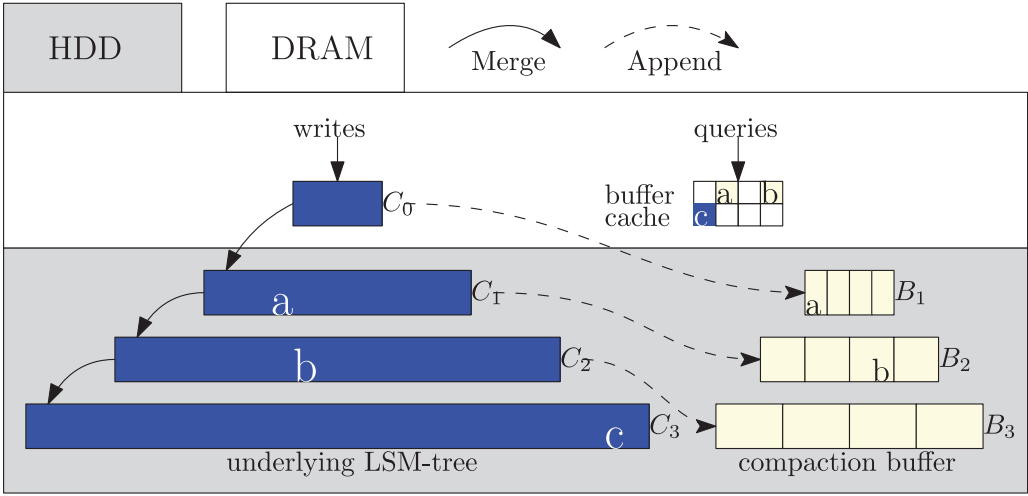 HDD
DRAM
Merge
Append
writes
queries
C0
buffer
cache
a
b
c
a
C1
a
B1
b
C2
b
B2
c
C3
B3
underlying LSM-tree
compaction buffer